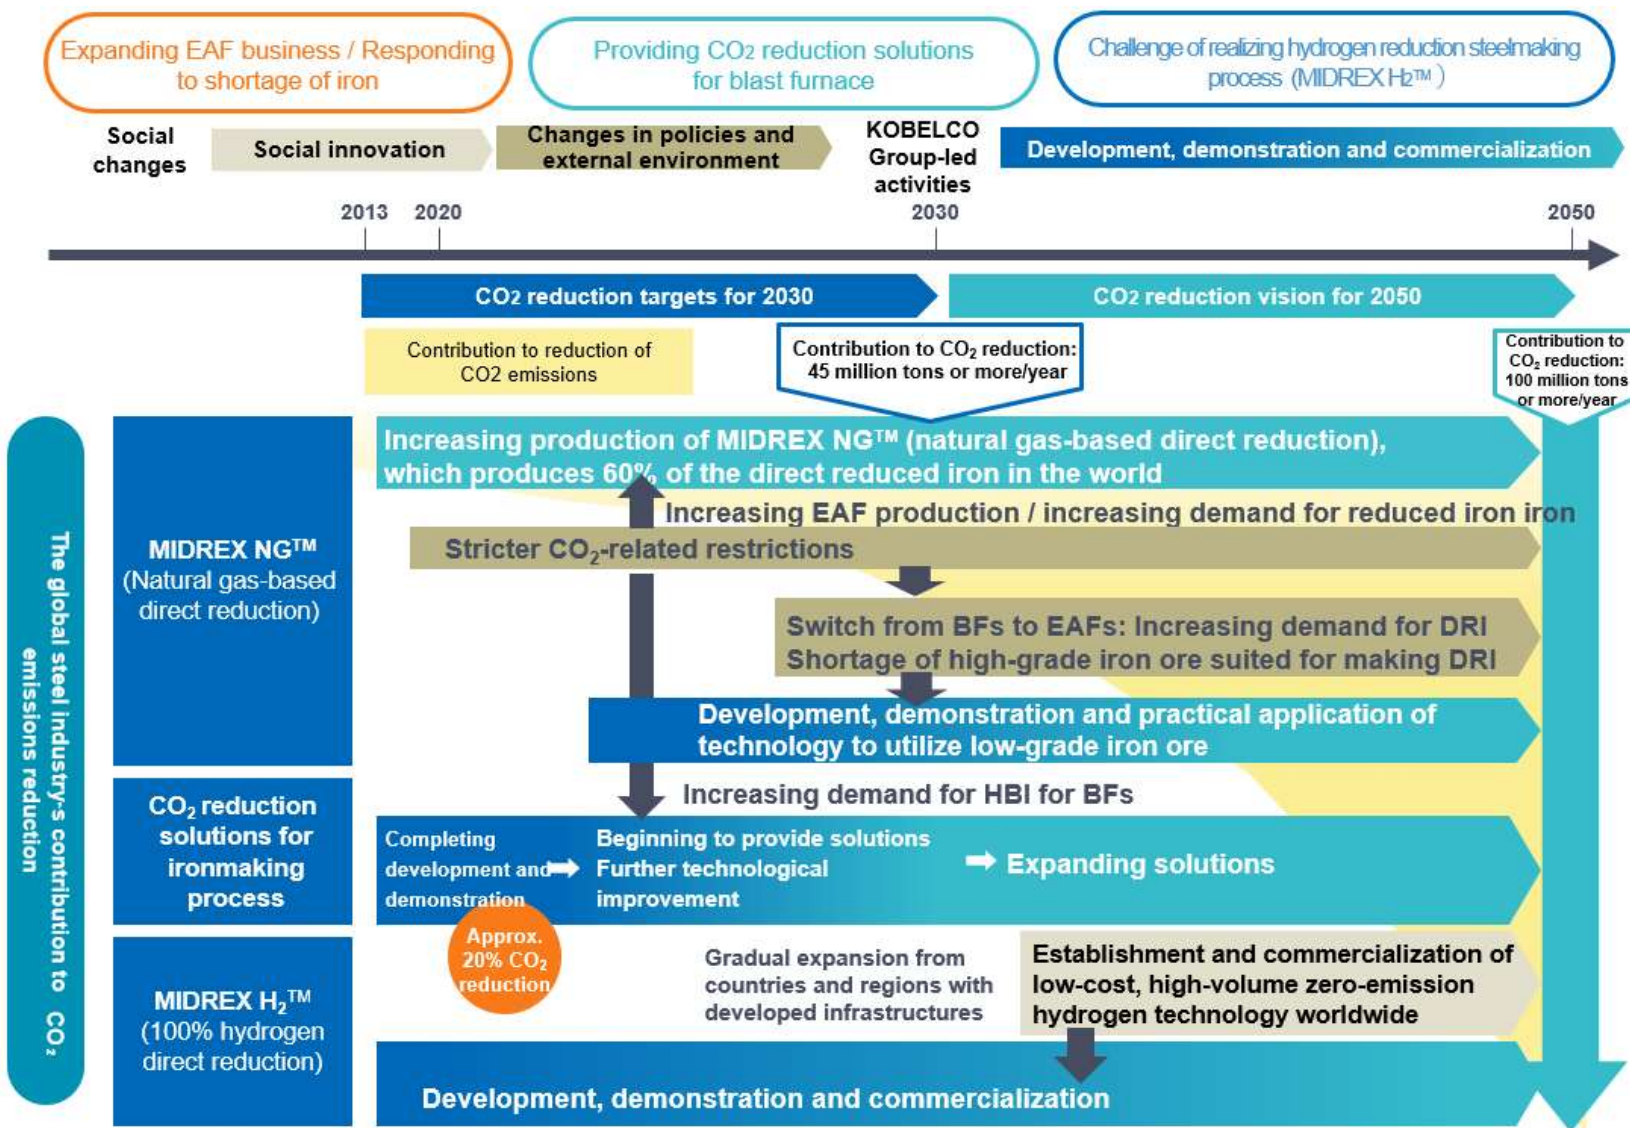 Expanding EAF business / Responding
to shortage of iron
Providing CO2 reduction solutions
for blast furnace
Challenge of realizing hydrogen reduction steelmaking
process (MIDREX H2™ )
Social
changes
Social innovation
Changes in policies and
external environment
KOBELCO
Group-led
activities
Development, demonstration and commercialization
2013
2020
2030
2050
CO2 reduction targets for 2030
CO2 reduction vision for 2050
Contribution to reduction of
CO2 emissions
Contribution to CO₂ reduction:
45 million tons or more/year
Contribution to
CO₂ reduction:
100 million tons
or more/year
The global steel industry-s contribution to CO₂
emissions reduction
MIDREX NG™
(Natural gas-based
direct reduction)
Increasing production of MIDREX NG™ (natural gas-based direct reduction),
which produces 60% of the direct reduced iron in the world
Increasing EAF production / increasing demand for reduced iron iron
Stricter CO₂-related restrictions
Switch from BFs to EAFs: Increasing demand for DRI
Shortage of high-grade iron ore suited for making DRI
Development, demonstration and practical application of
technology to utilize low-grade iron ore
Increasing demand for HBI for BFs
CO₂ reduction
solutions for
ironmaking
process
Completing
development and
demonstration
Beginning to provide solutions
Further technological
improvement
Expanding solutions
Approx.
20% CO₂
reduction
MIDREX H₂™
(100% hydrogen
direct reduction)
Gradual expansion from
countries and regions with
developed infrastructures
Establishment and commercialization of
low-cost, high-volume zero-emission
hydrogen technology worldwide
Development, demonstration and commercialization